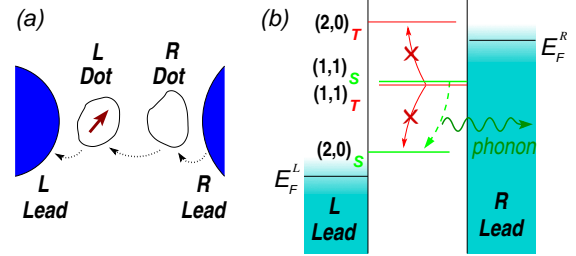 (a)
L
Dot
R
Dot
L
Lead
R
Lead
(b)
(2,0)T
(1,1)S
(1,1)T
(2,0)S
E_F^L
E_F^R
phonon
L
Lead
R
Lead